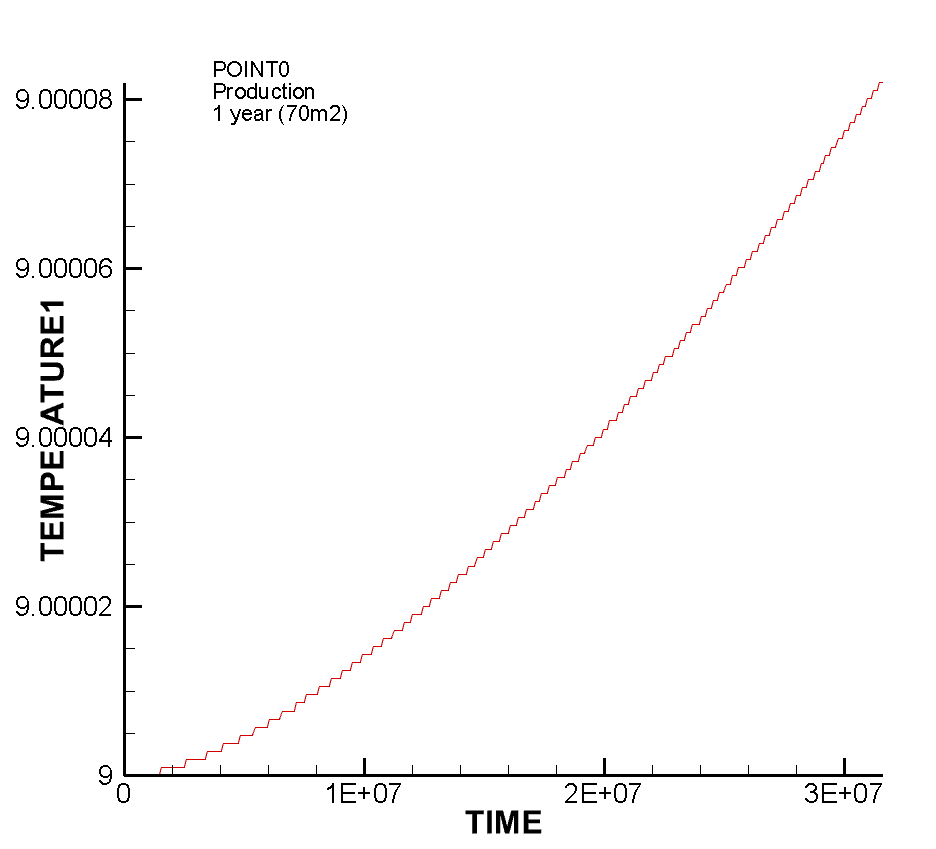 POINT0
Production
1 year (70m2)
9.00008
9.00006
9.00004
9.00002
9
TEMPEATURE1
0
1E+07
2E+07
3E+07
TIME